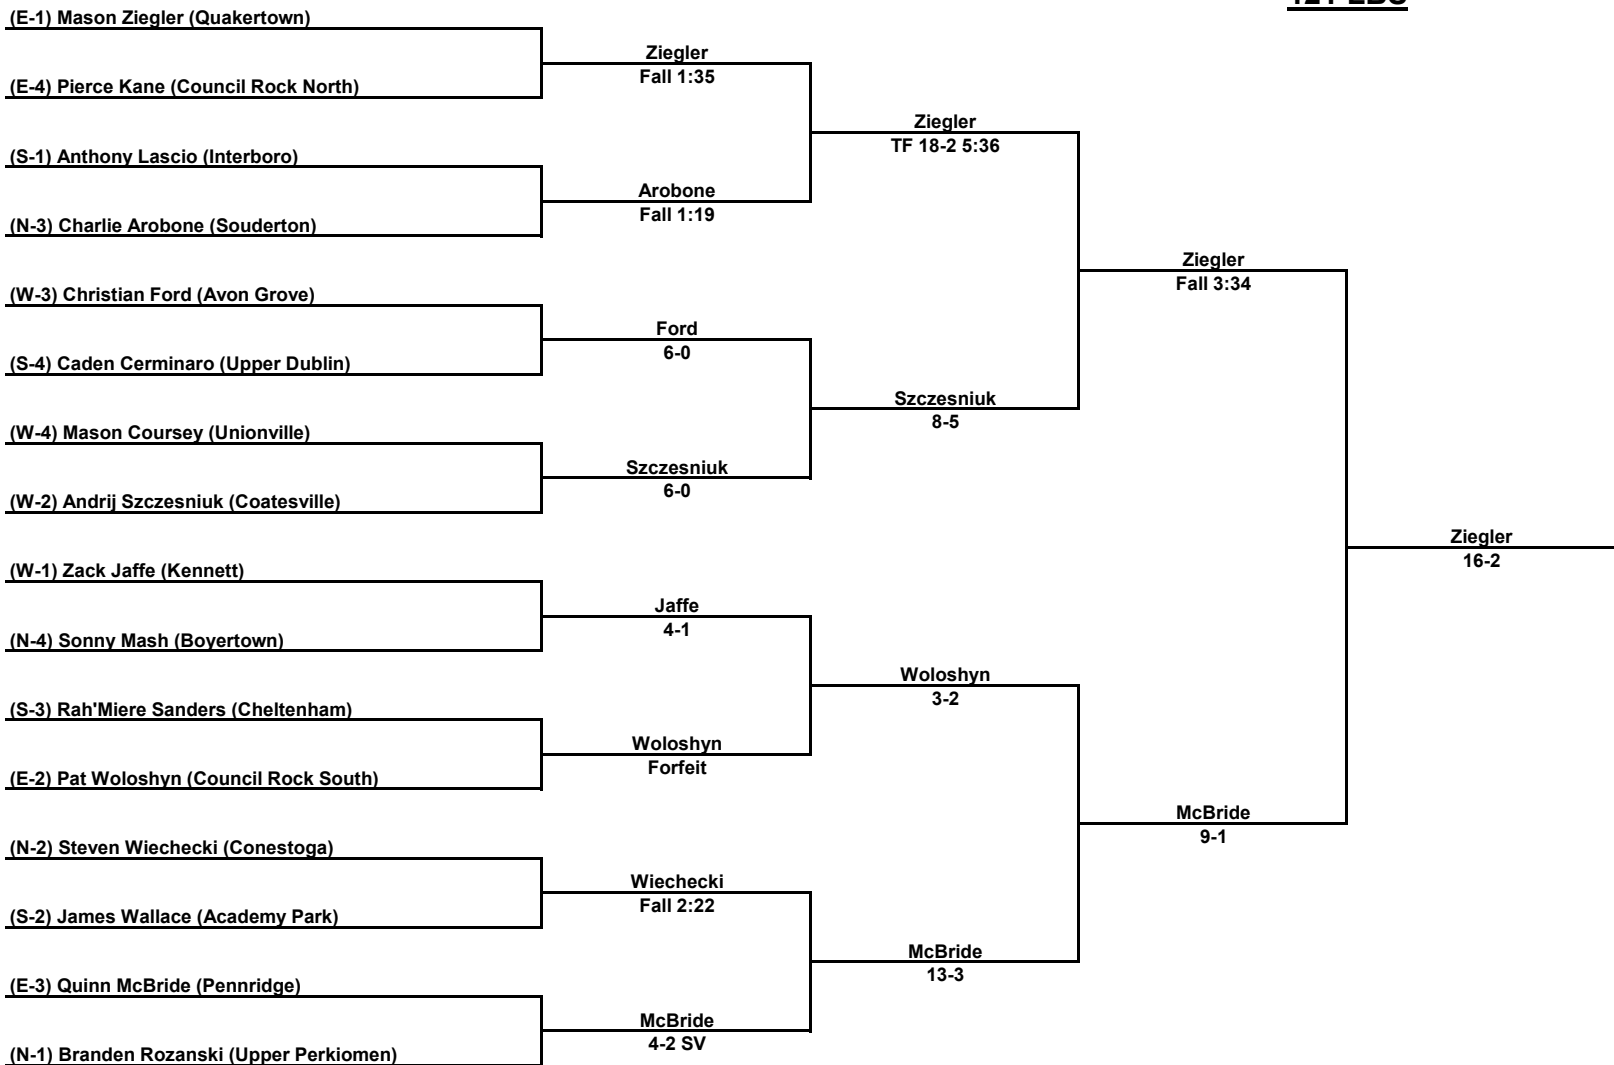 (E-1) Mason Ziegler (Quakertown)
Ziegler
Fall 1:35
(E-4) Pierce Kane (Council Rock North)
Ziegler
TF 18-2 5:36
(S-1) Anthony Lascio (Interboro)
Arobone
Fall 1:19
(N-3) Charlie Arobone (Souderton)
Ziegler
Fall 3:34
(W-3) Christian Ford (Avon Grove)
Ford
6-0
(S-4) Caden Cerminaro (Upper Dublin)
Szczesniuk
8-5
(W-4) Mason Coursey (Unionville)
Szczesniuk
6-0
(W-2) Andrij Szczesniuk (Coatesville)
Ziegler
16-2
(W-1) Zack Jaffe (Kennett)
Jaffe
4-1
(N-4) Sonny Mash (Boyertown)
Woloshyn
3-2
(S-3) Rah'Miere Sanders (Cheltenham)
Woloshyn
Forfeit
(E-2) Pat Woloshyn (Council Rock South)
McBride
9-1
(N-2) Steven Wiechecki (Conestoga)
Wiechecki
Fall 2:22
(S-2) James Wallace (Academy Park)
McBride
13-3
(E-3) Quinn McBride (Pennridge)
McBride
4-2 SV
(N-1) Branden Rozanski (Upper Perkiomen)